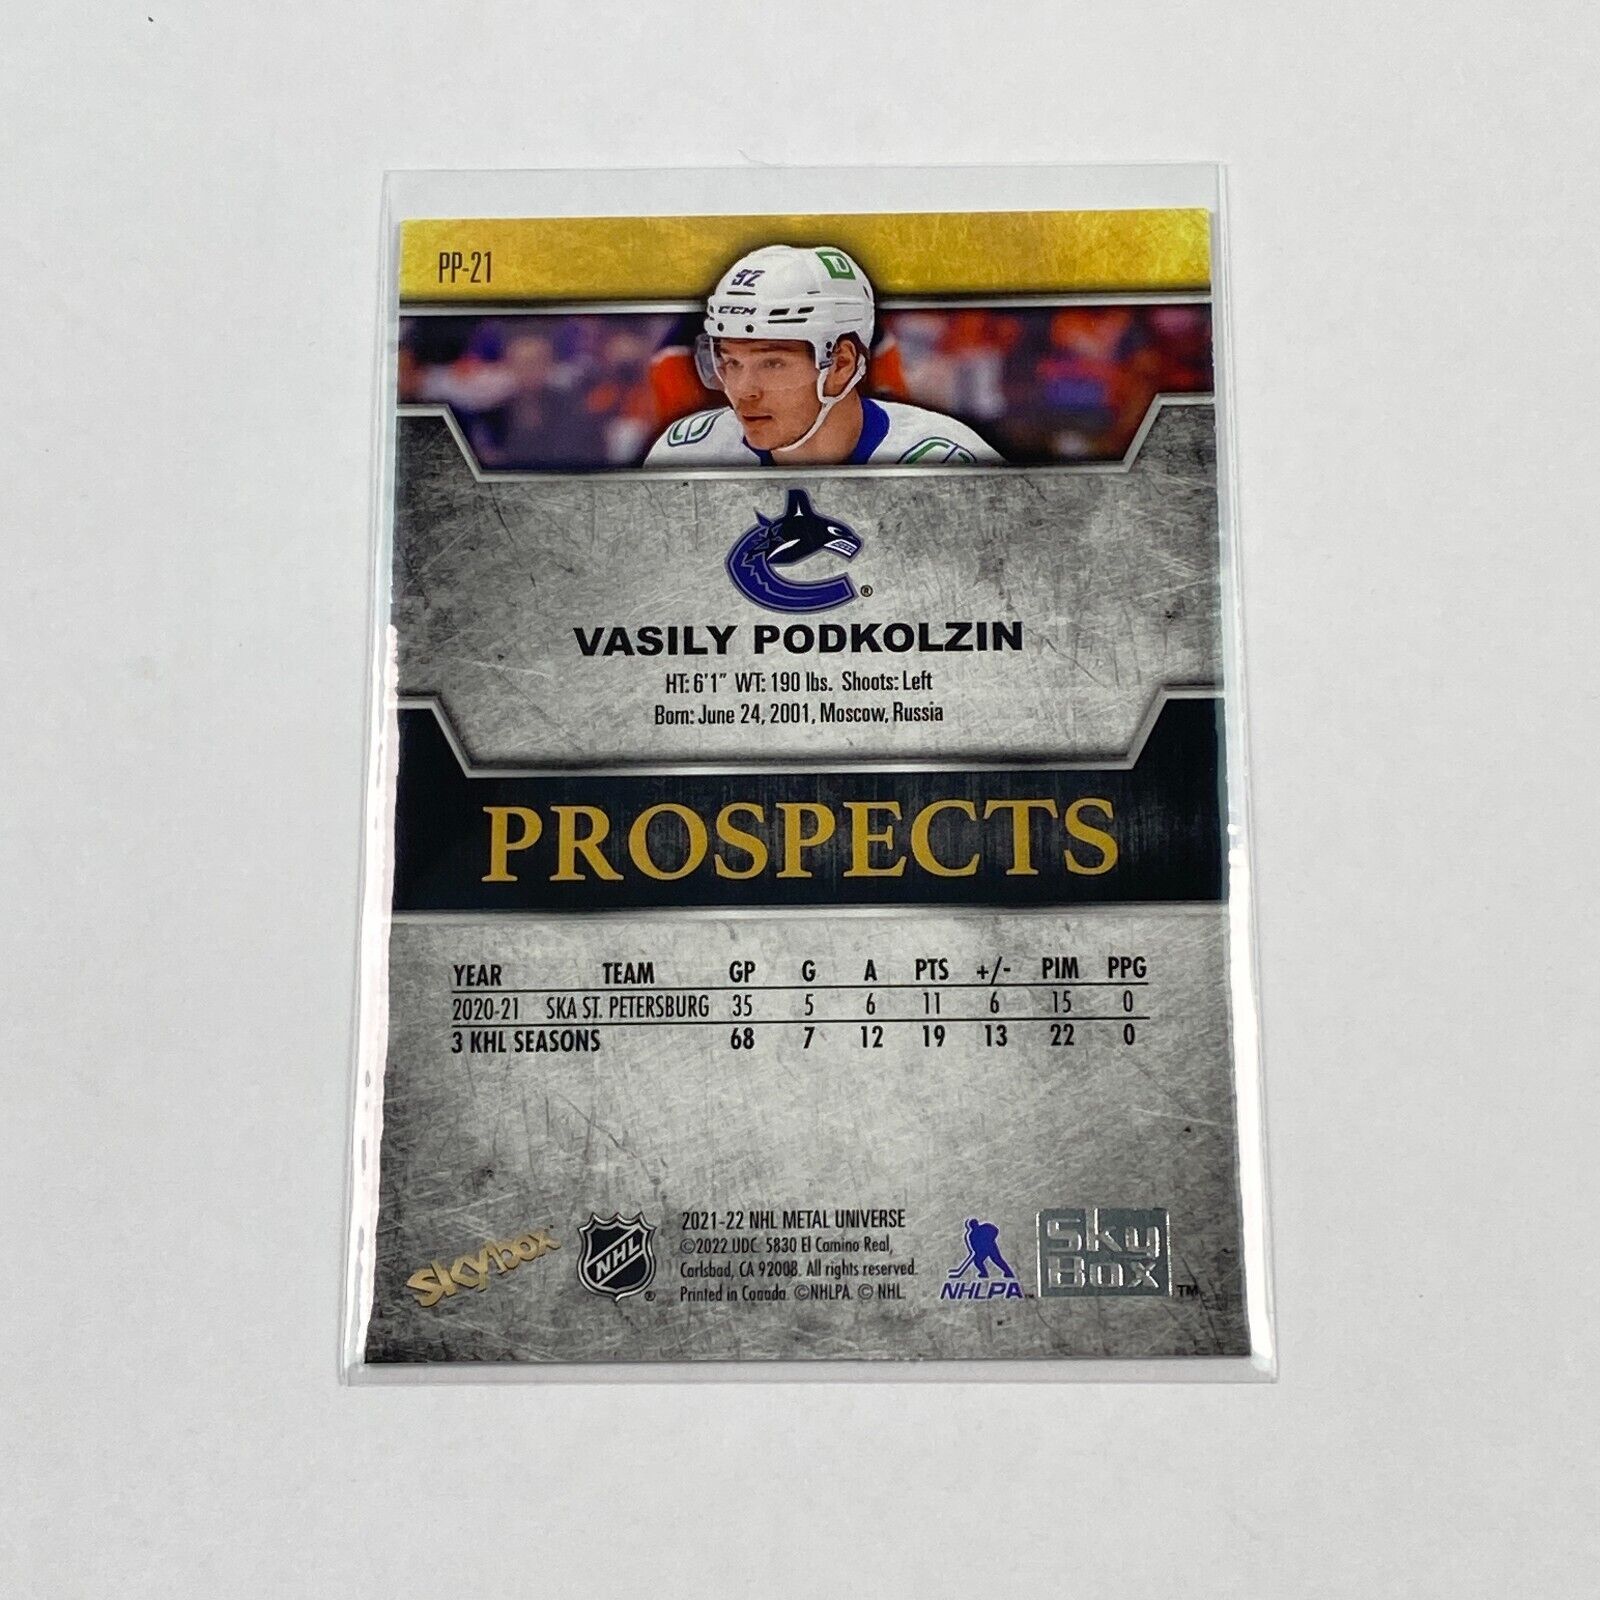 PP-21
92
CCM
TD
®
VASILY PODKOLZIN
HT: 6'1" WT: 190 lbs. Shoots: Left
Born: June 24, 2001, Moscow, Russia
PROSPECTS
YEAR TEAM GP G A PTS +/- PIM PPG
2020-21 SKA ST. PETERSBURG 35 5 6 11 6 15 0
3 KHL SEASONS 68 7 12 19 13 22 0
skybox
NHL ®
2021-22 NHL METAL UNIVERSE
©2022 UDC. 5830 El Camino Real,
Carlsbad, CA 92008. All rights reserved.
Printed in Canada. ©NHLPA. © NHL.
NHLPA™
Sky
Box ™